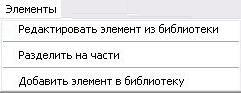 Элементы
Редактировать элемент из библиотеки
Разделить на части
Добавить элемент в библиотеку